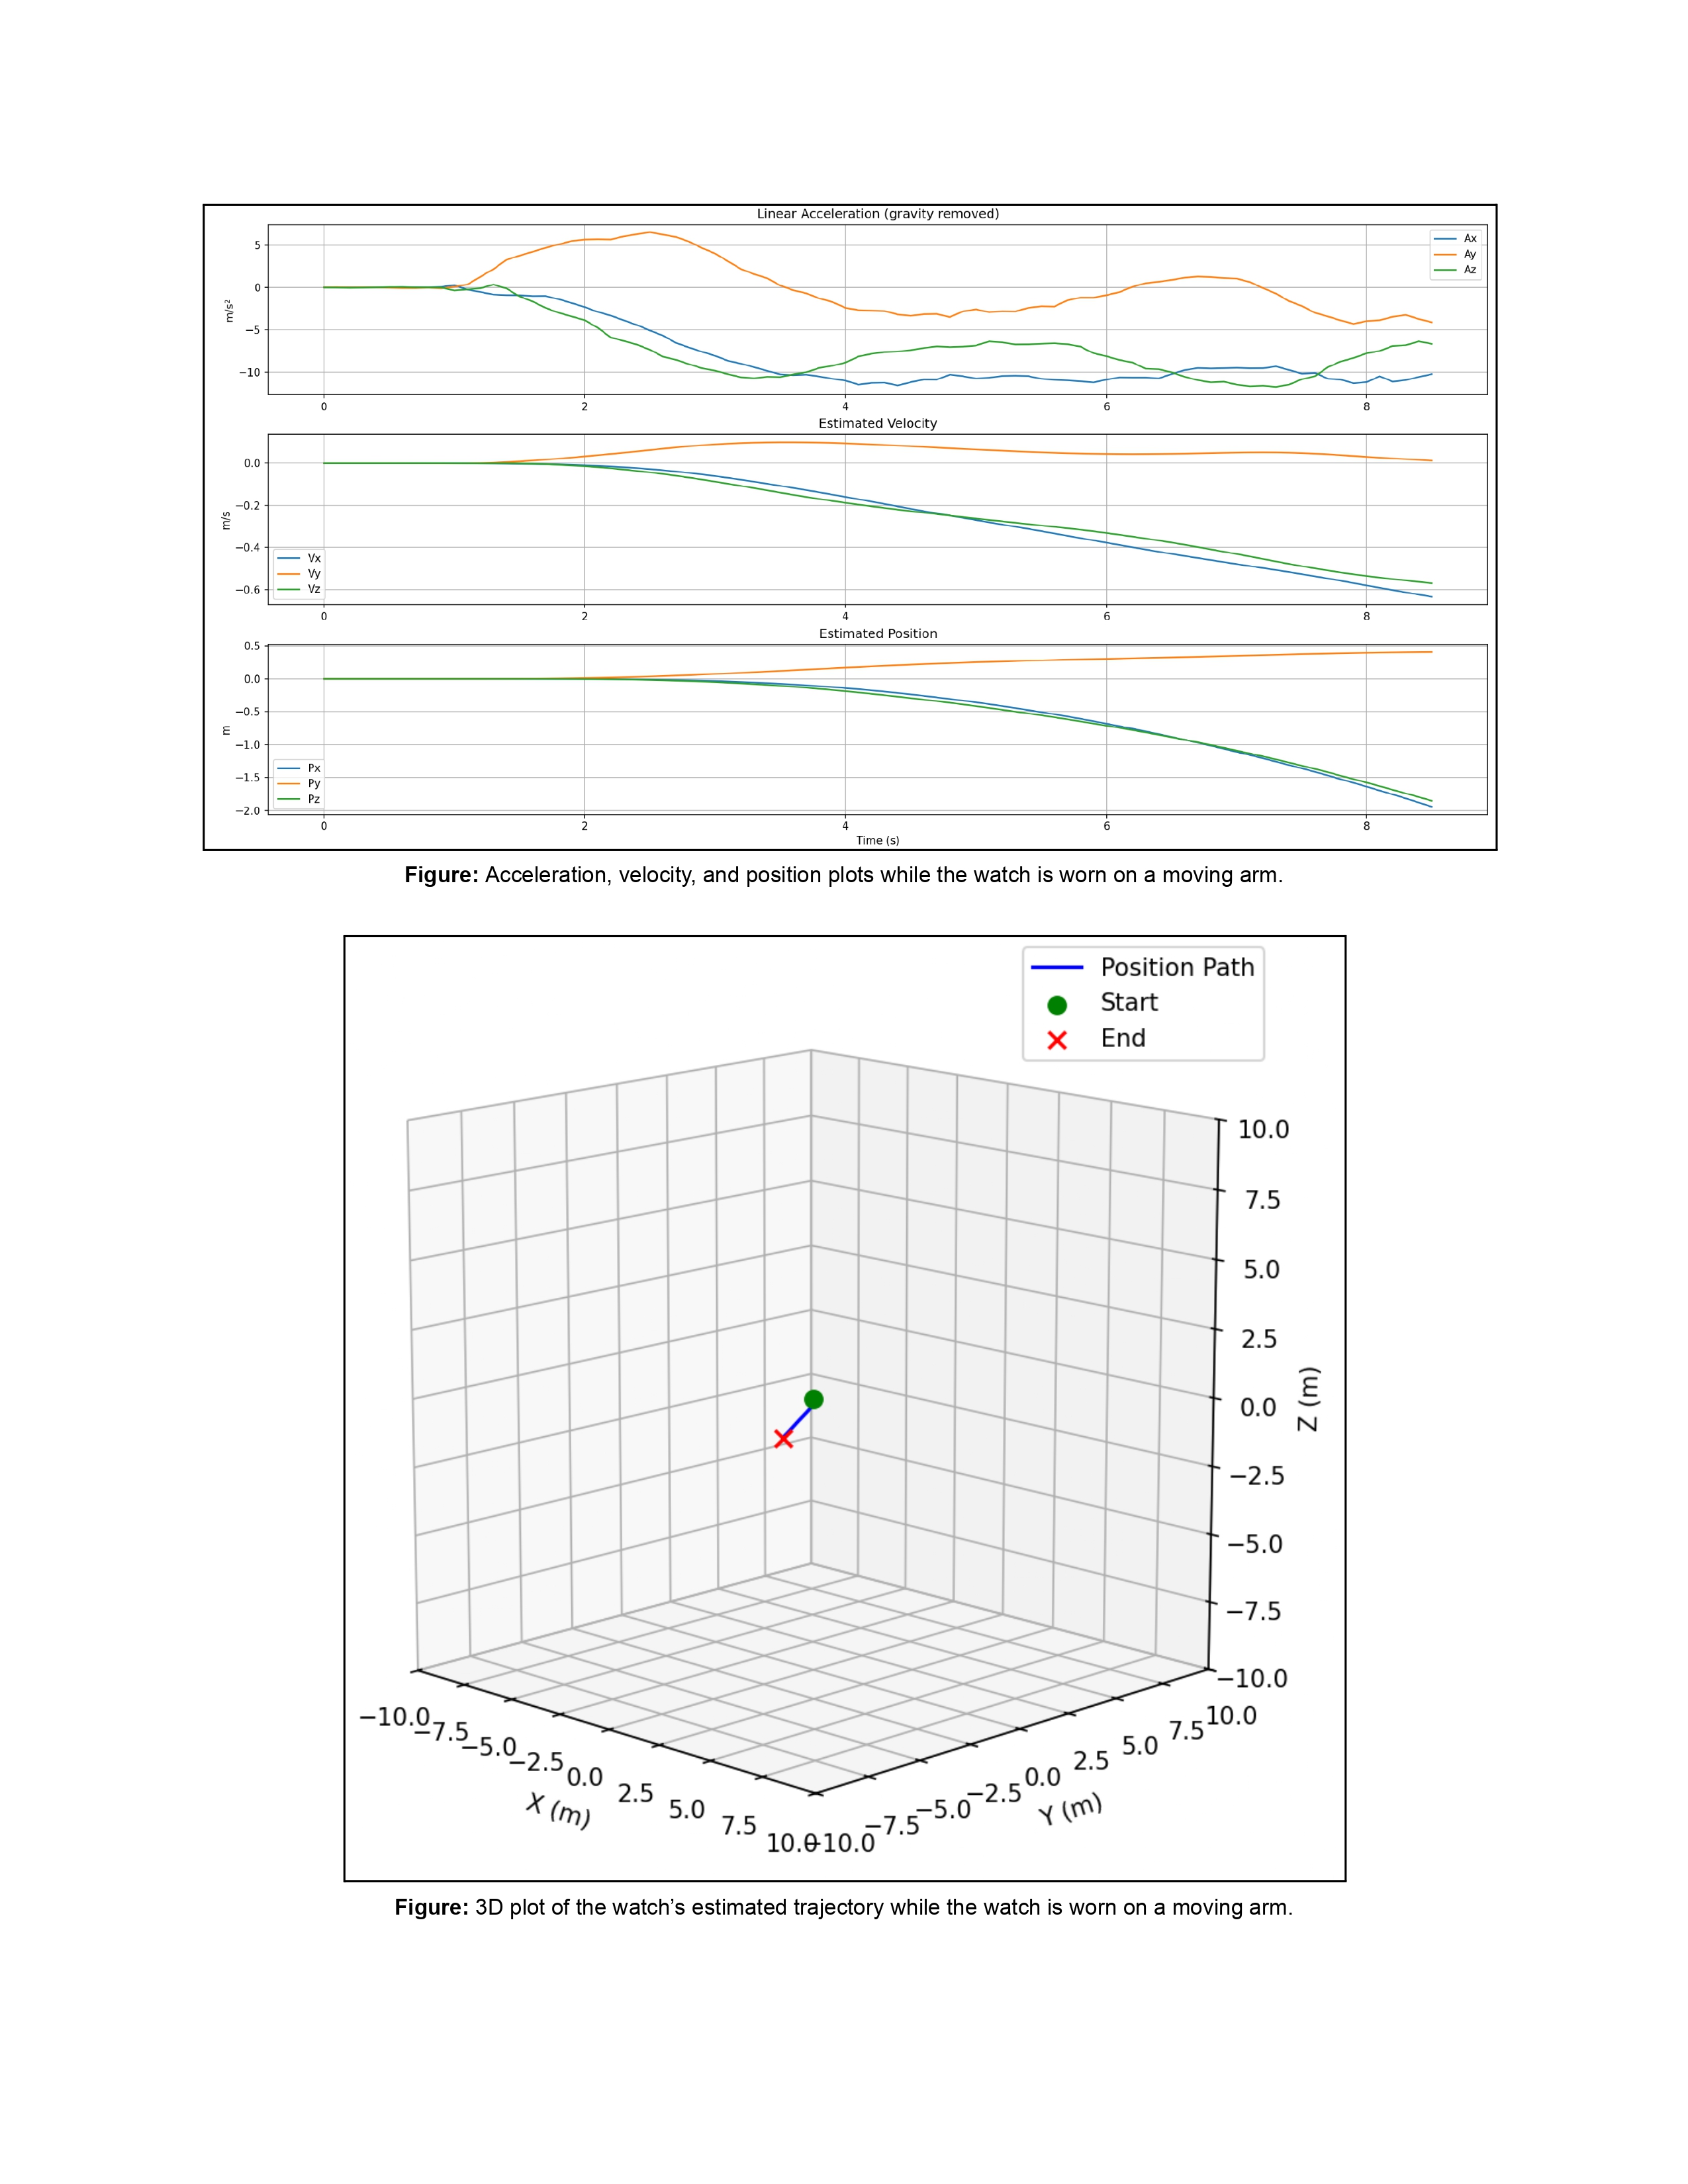 Linear Acceleration (gravity removed)
5
0
−5
−10
m/s²
Ax
Ay
Az
0 2 4 6 8
Estimated Velocity
0.0
−0.2
−0.4
−0.6
m/s
Vx
Vy
Vz
0 2 4 6 8
Estimated Position
0.5
0.0
−0.5
−1.0
−1.5
−2.0
m
Px
Py
Pz
0 2 4 6 8
Time (s)
Figure: Acceleration, velocity, and position plots while the watch is worn on a moving arm.
Position Path
Start
End
10.0
7.5
5.0
2.5
0.0
−2.5
−5.0
−7.5
−10.0
Z (m)
−10.0
−7.5
−5.0
−2.5
0.0
2.5
5.0
7.5
10.0
X (m)
−10.0
−7.5
−5.0
−2.5
0.0
2.5
5.0
7.5
10.0
Y (m)
Figure: 3D plot of the watch’s estimated trajectory while the watch is worn on a moving arm.